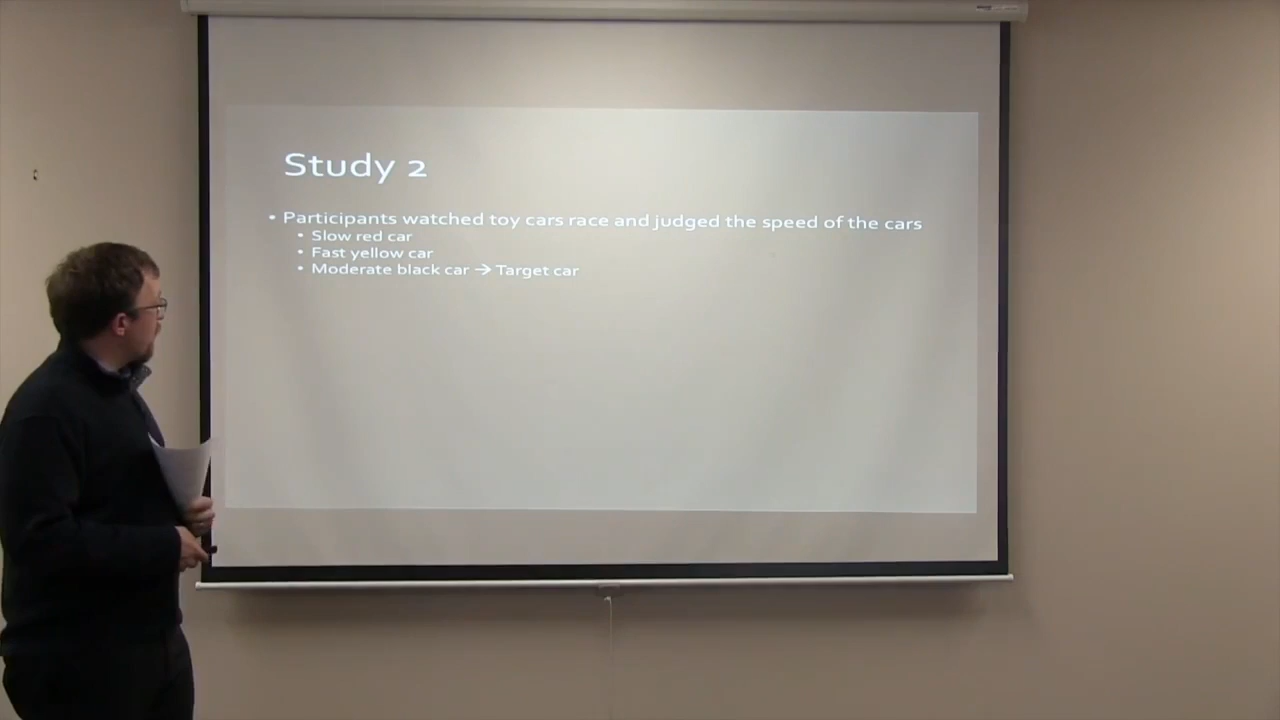 Study 2
• Participants watched toy cars race and judged the speed of the cars
• Slow red car
• Fast yellow car
• Moderate black car → Target car